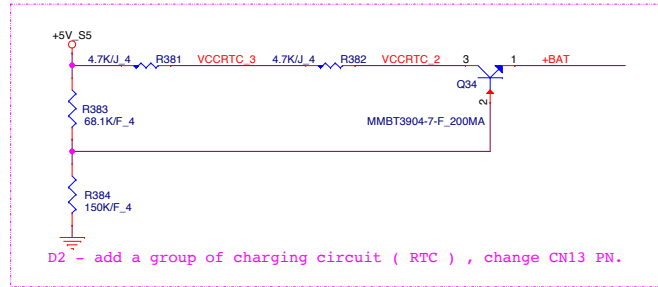 +5V_S5
4.7K/J_4 R381 VCCRTC_3 4.7K/J_4 R382 VCCRTC_2 3 1 +BAT
Q34
2
R383
68.1K/F_4
MMBT3904-7-F_200MA
R384
150K/F_4
D2 - add a group of charging circuit ( RTC ) , change CN13 PN.